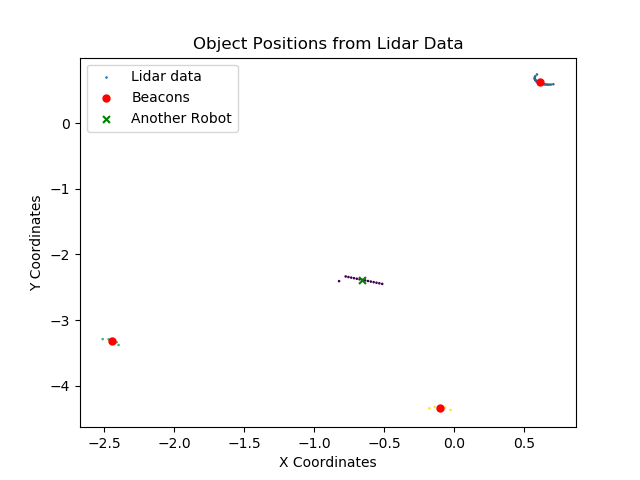 Object Positions from Lidar Data
Lidar data
Beacons
Another Robot
Y Coordinates
0
−1
−2
−3
−4
−2.5 −2.0 −1.5 −1.0 −0.5 0.0 0.5
X Coordinates